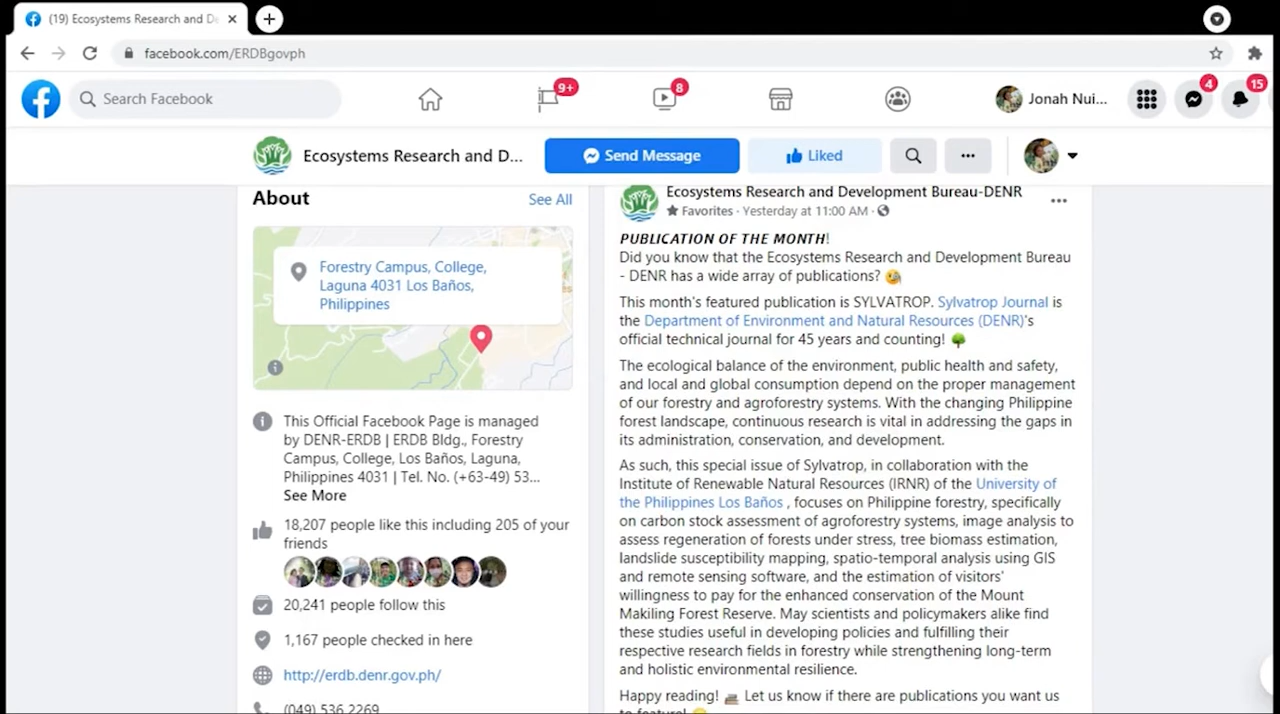 (19) Ecosystems Research and De
facebook.com/ERDBgovph
Search Facebook
9+
8
Jonah Nui...
4
15
Ecosystems Research and D...
Send Message
Liked
About
See All
Forestry Campus, College,
Laguna 4031 Los Baños,
Philippines
This Official Facebook Page is managed
by DENR-ERDB | ERDB Bldg., Forestry
Campus, College, Los Baños, Laguna,
Philippines 4031 | Tel. No. (+63-49) 53...
See More
18,207 people like this including 205 of your
friends
20,241 people follow this
1,167 people checked in here
http://erdb.denr.gov.ph/
(049) 536 2269
Ecosystems Research and Development Bureau-DENR
Favorites · Yesterday at 11:00 AM ·
PUBLICATION OF THE MONTH!
Did you know that the Ecosystems Research and Development Bureau
- DENR has a wide array of publications?
This month's featured publication is SYLVATROP. Sylvatrop Journal is
the Department of Environment and Natural Resources (DENR)'s
official technical journal for 45 years and counting!
The ecological balance of the environment, public health and safety,
and local and global consumption depend on the proper management
of our forestry and agroforestry systems. With the changing Philippine
forest landscape, continuous research is vital in addressing the gaps in
its administration, conservation, and development.
As such, this special issue of Sylvatrop, in collaboration with the
Institute of Renewable Natural Resources (IRNR) of the University of
the Philippines Los Baños , focuses on Philippine forestry, specifically
on carbon stock assessment of agroforestry systems, image analysis to
assess regeneration of forests under stress, tree biomass estimation,
landslide susceptibility mapping, spatio-temporal analysis using GIS
and remote sensing software, and the estimation of visitors'
willingness to pay for the enhanced conservation of the Mount
Makiling Forest Reserve. May scientists and policymakers alike find
these studies useful in developing policies and fulfilling their
respective research fields in forestry while strengthening long-term
and holistic environmental resilience.
Happy reading! Let us know if there are publications you want us
to feature!